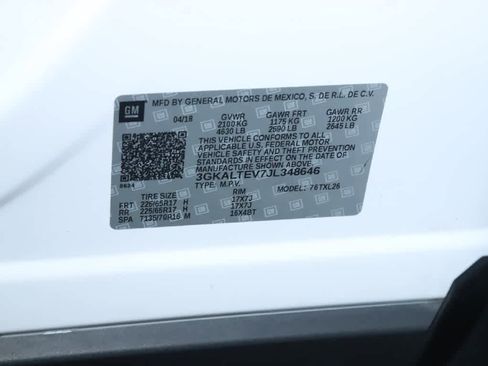 GM
MFD BY GENERAL MOTORS DE MEXICO, S. DE R.L. DE C.V.
04/18 GVWR GAWR FRT GAWR RR
2100 KG 1175 KG 1200 KG
4630 LB 2590 LB 2645 LB
THIS VEHICLE CONFORMS TO ALL
APPLICABLE U.S. FEDERAL MOTOR
VEHICLE SAFETY AND THEFT PREVENTION
STANDARDS IN EFFECT ON THE DATE OF
MANUFACTURE SHOWN ABOVE.
3GKALTEV7JL348646
TYPE: M.P.V. MODEL: 76TXL26
TIRE SIZE RIM
FRT 225/65R17 H 17X7J
RR 225/65R17 H 17X7J
SPA T135/70R16 M 16X4BT